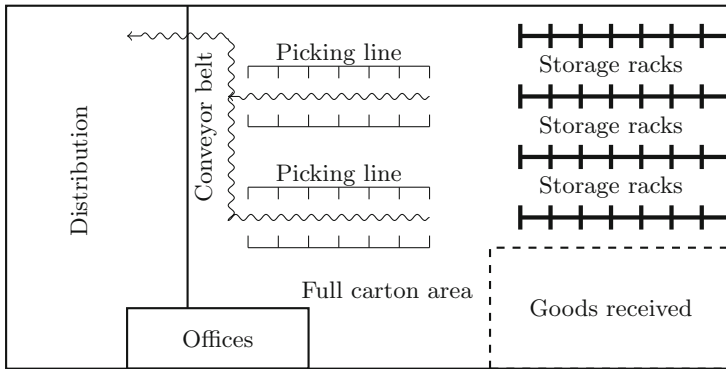 Picking line
Storage racks
Conveyor belt
Distribution
Storage racks
Picking line
Storage racks
Full carton area
Goods received
Offices